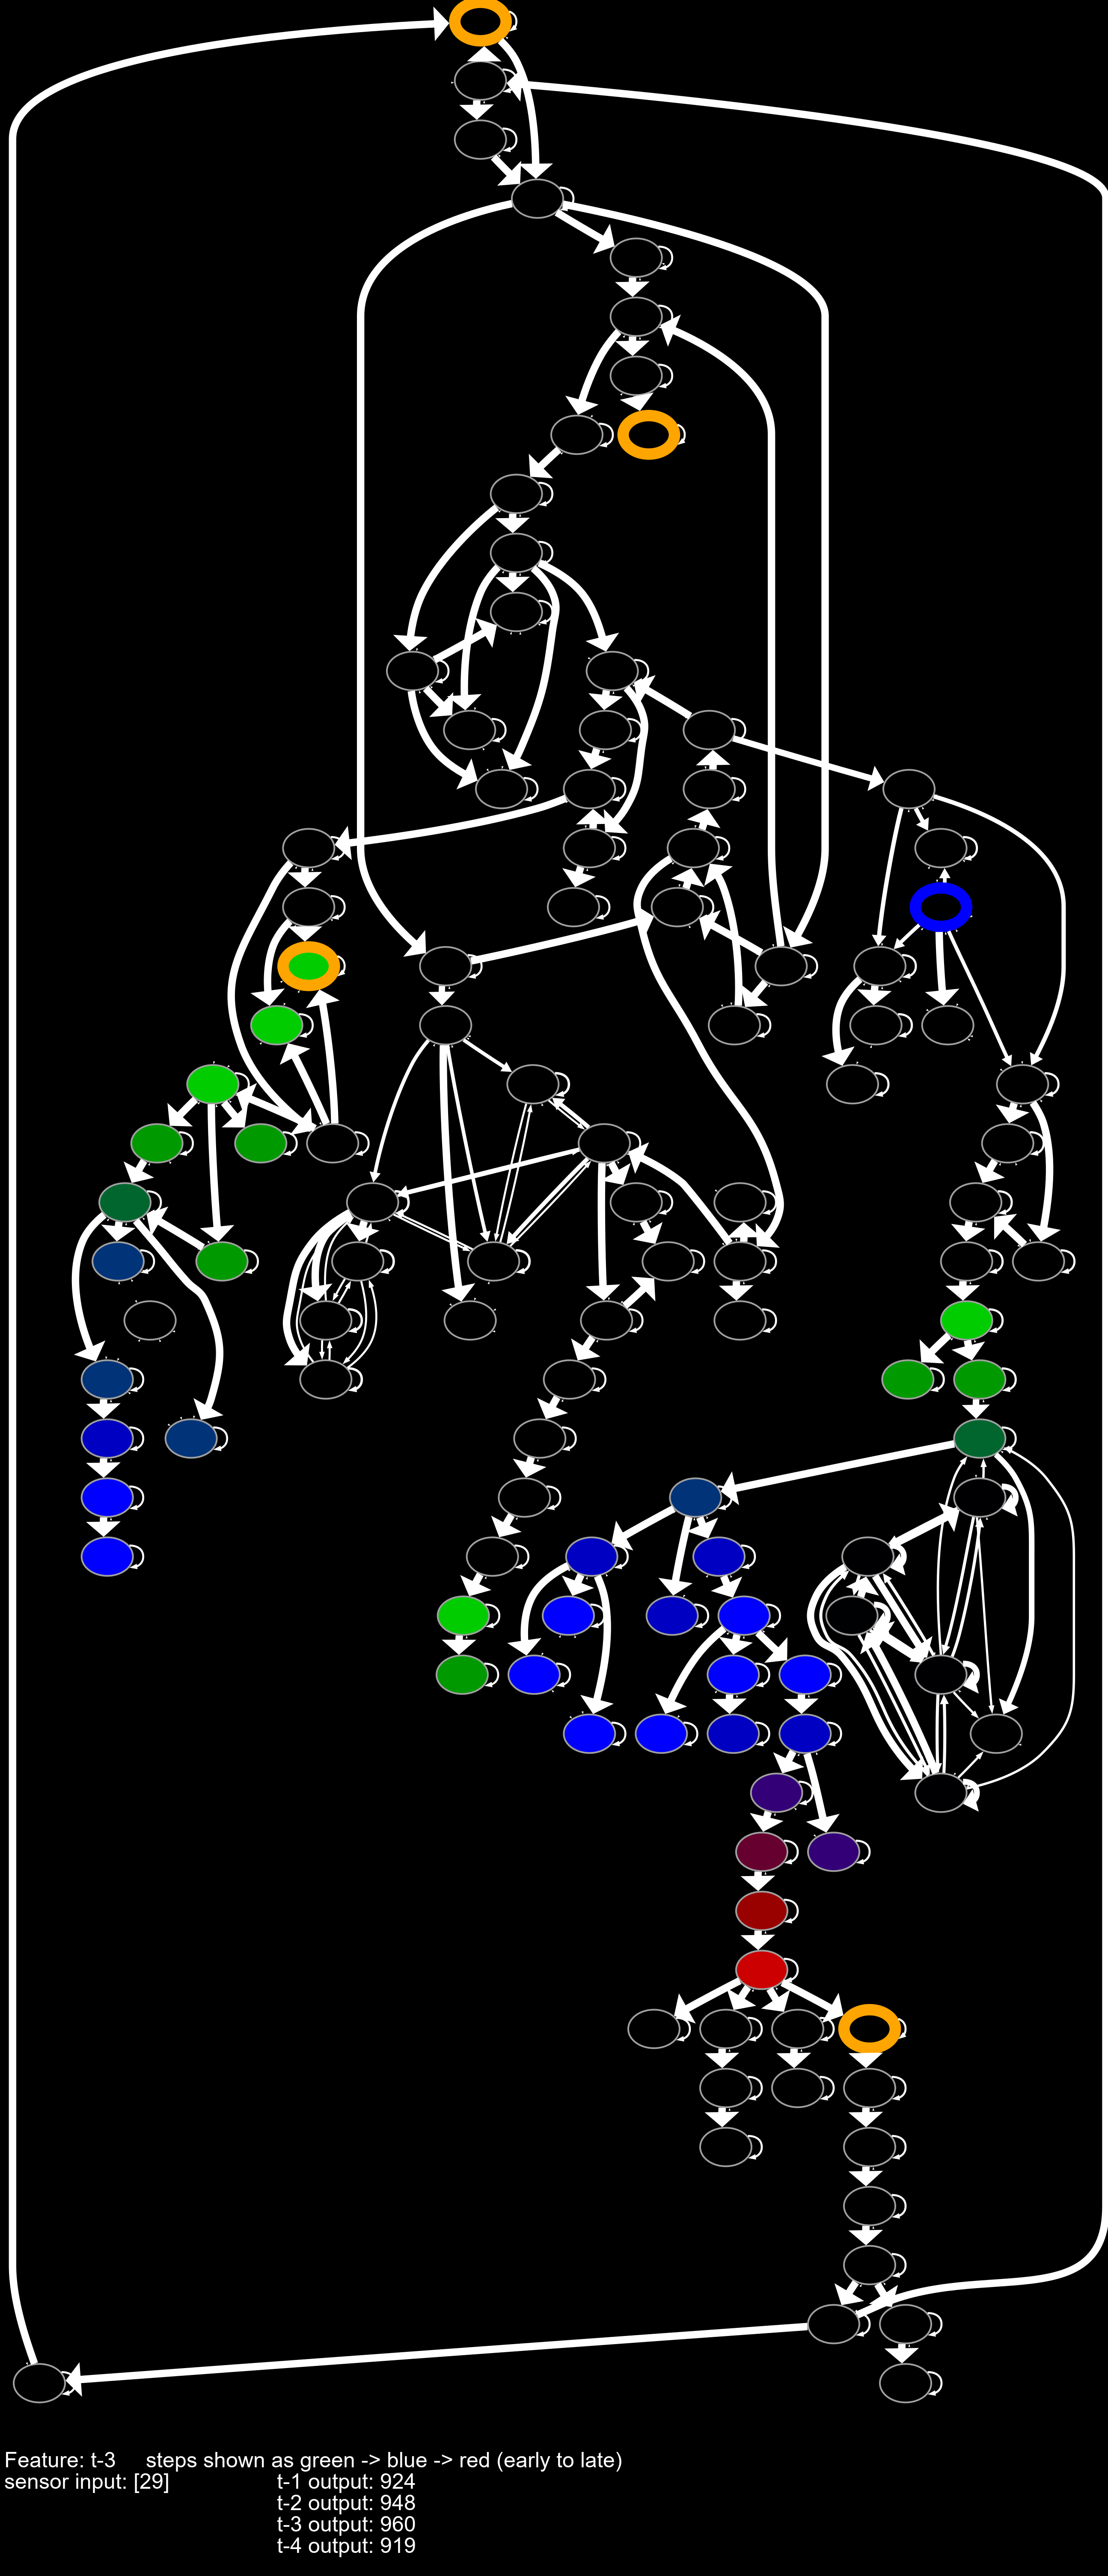 Feature: t-3 steps shown as green -> blue -> red (early to late)
sensor input: [29] t-1 output: 924
t-2 output: 948
t-3 output: 960
t-4 output: 919